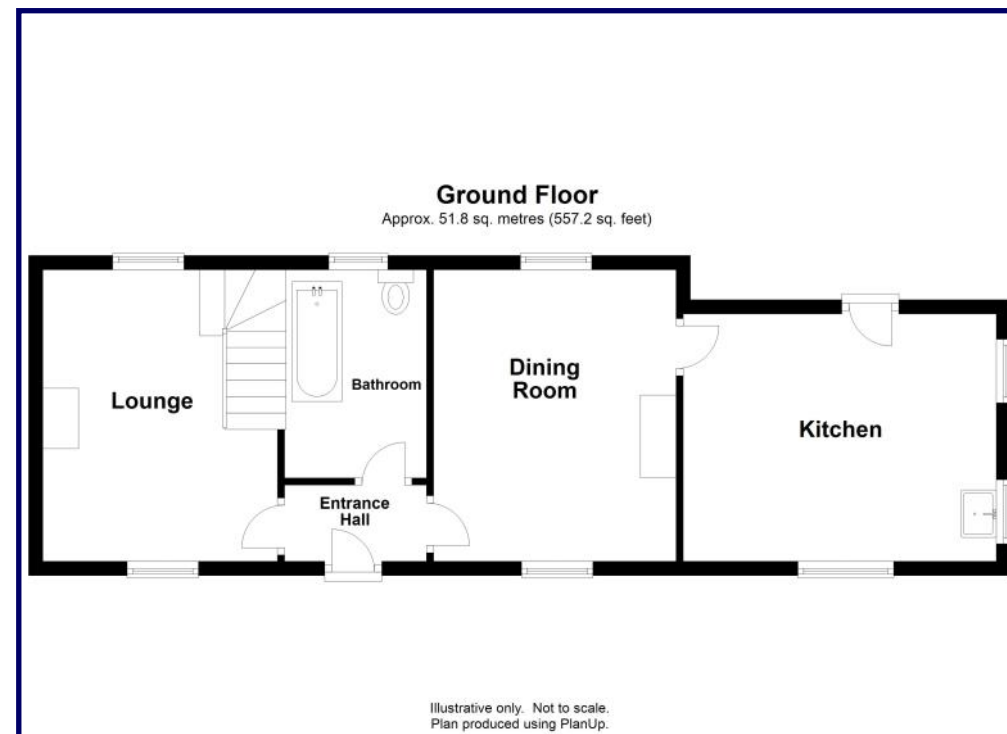 Ground Floor
Approx. 51.8 sq. metres (557.2 sq. feet)
Lounge
Bathroom
Entrance
Hall
Dining
Room
Kitchen
Illustrative only. Not to scale.
Plan produced using PlanUp.